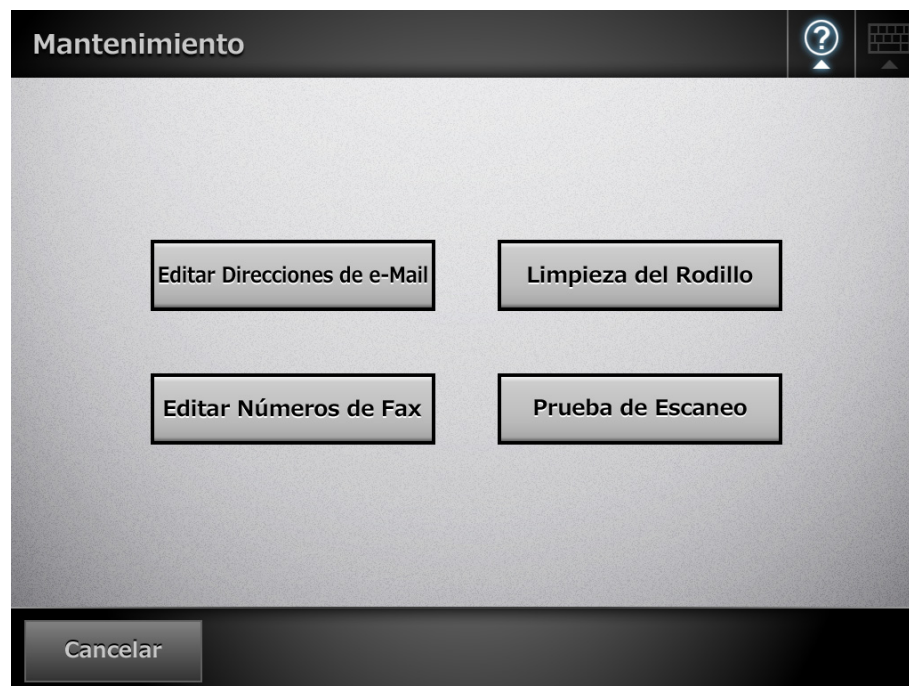 Mantenimiento
Editar Direcciones de e-Mail
Limpieza del Rodillo
Editar Números de Fax
Prueba de Escaneo
Cancelar